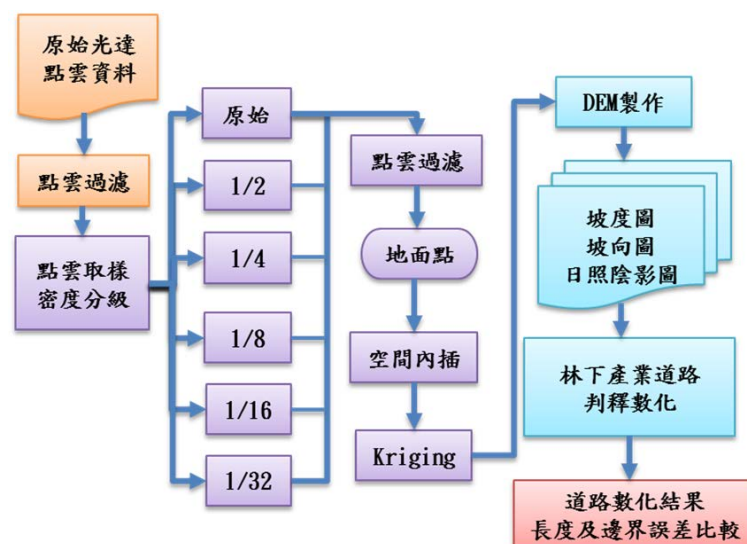 原始光達
點雲資料
點雲過濾
點雲取樣
密度分級
原始
1/2
1/4
1/8
1/16
1/32
點雲過濾
地面點
空間內插
Kriging
DEM製作
坡度圖
坡向圖
日照陰影圖
林下產業道路
判釋數化
道路數化結果
長度及邊界誤差比較